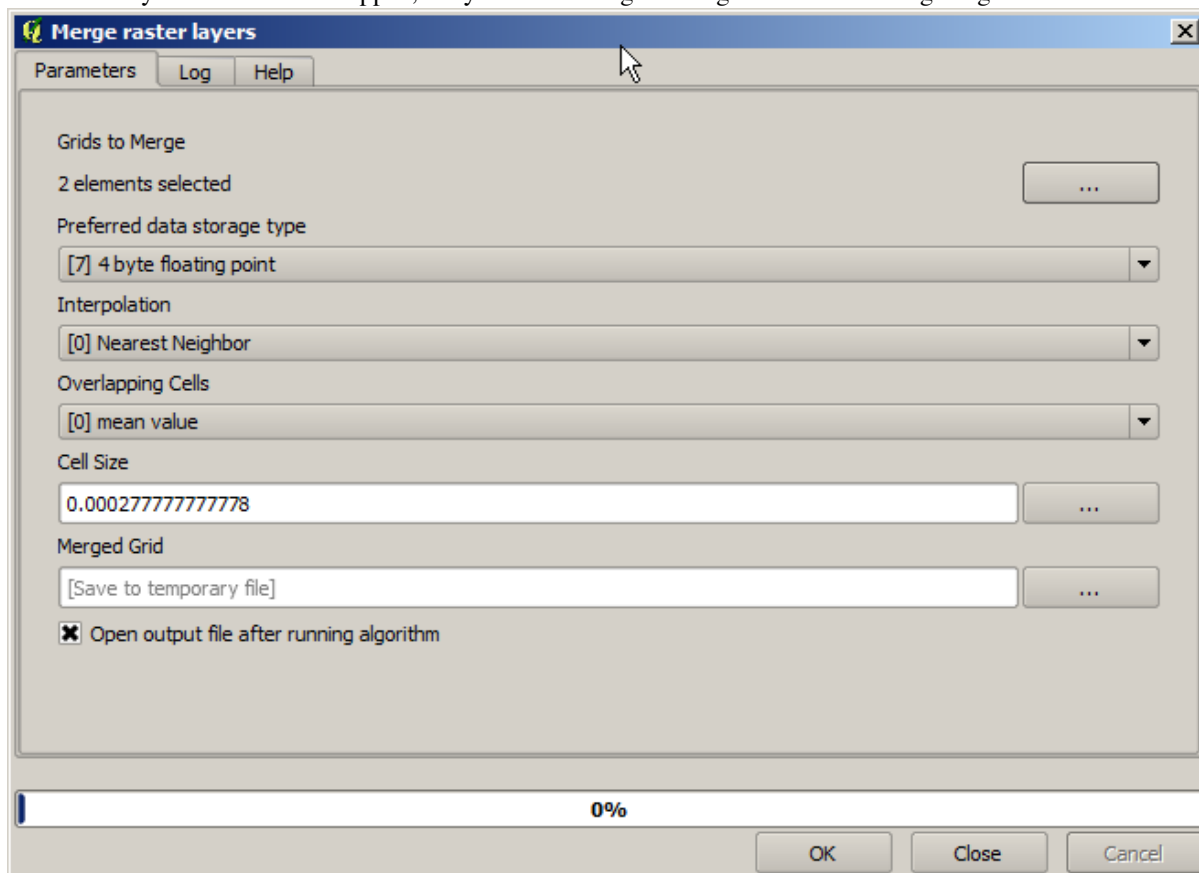 Merge raster layers
Parameters Log Help
Grids to Merge
2 elements selected
...
Preferred data storage type
[7] 4 byte floating point
Interpolation
[0] Nearest Neighbor
Overlapping Cells
[0] mean value
Cell Size
0.000277777777778
...
Merged Grid
[Save to temporary file]
...
Open output file after running algorithm
0%
OK Close Cancel